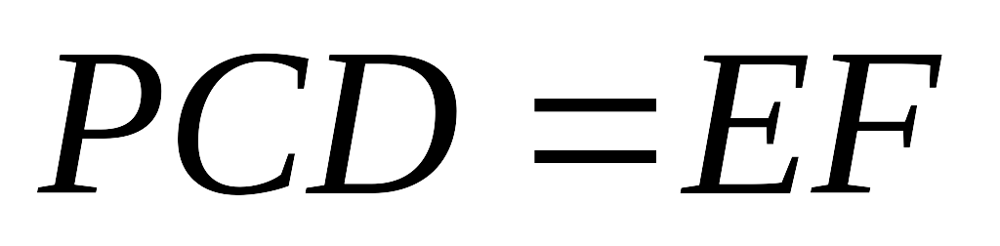 PCD = EF